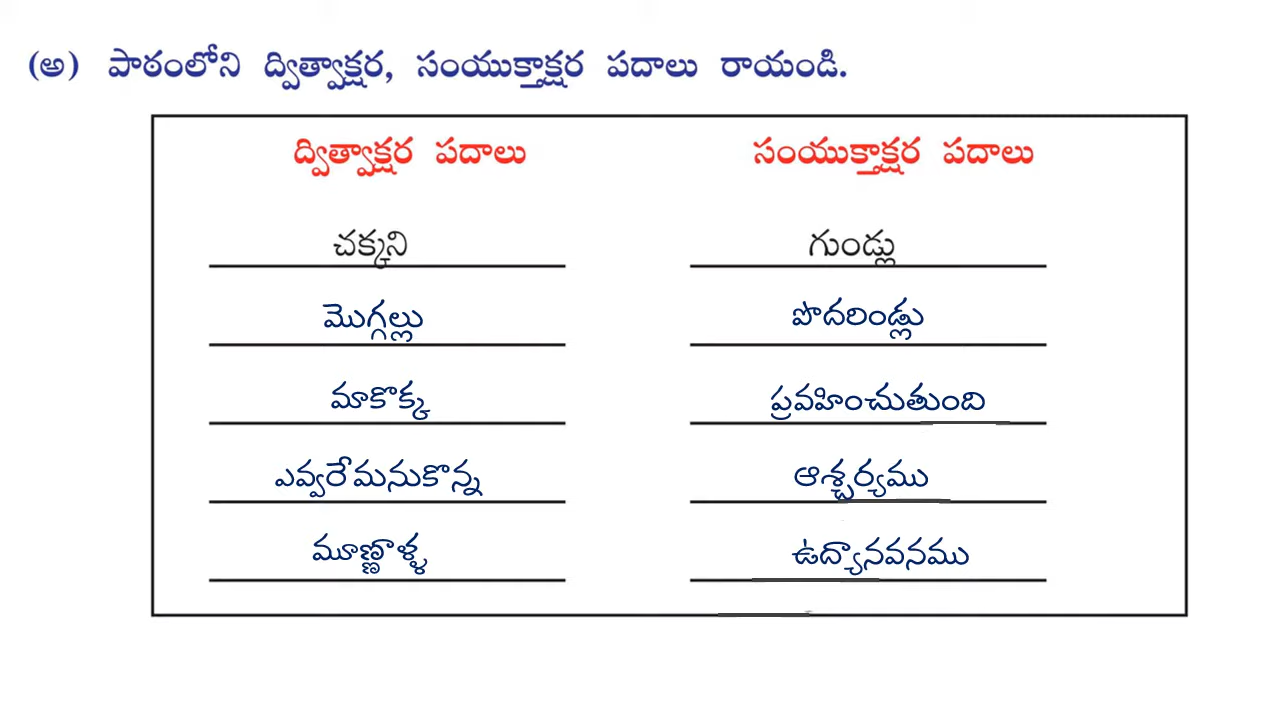 (అ) పాఠంలోని ద్విత్వాక్షర, సంయుక్తాక్షర పదాలు రాయండి.
ద్విత్వాక్షర పదాలు సంయుక్తాక్షర పదాలు
చక్కని గుండ్లు
మొగ్గల్లు పొదరిండ్లు
మాకొక్క ప్రవహించుతుంది
ఎవ్వరేమనుకొన్న ఆశ్చర్యము
మూణ్ణాళ్ళ ఉద్యానవనము